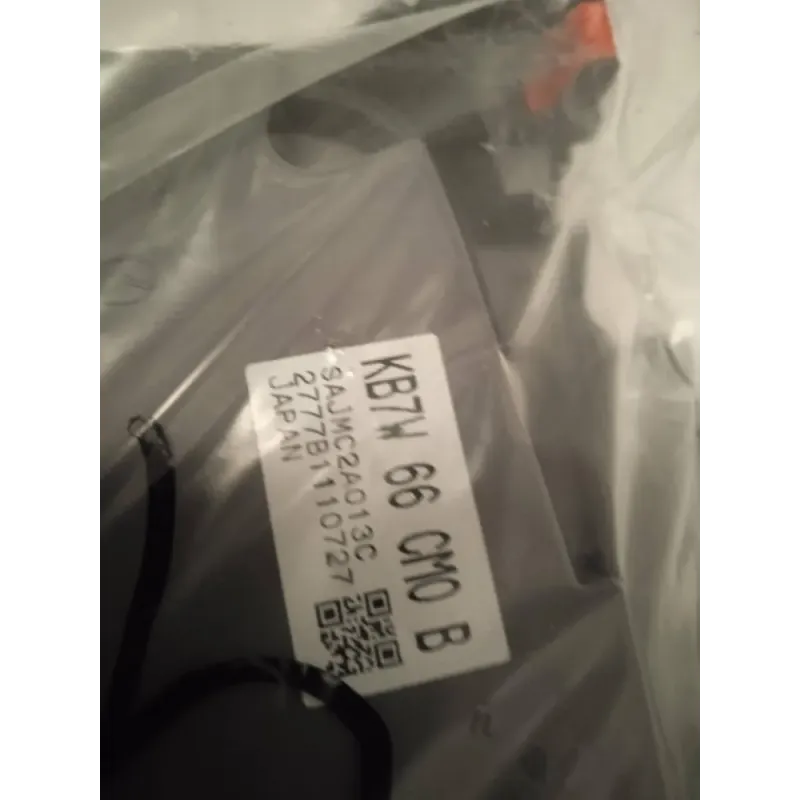 KB7W 66 CM0 B
SAJMC2A013C
2777B1110727
JAPAN